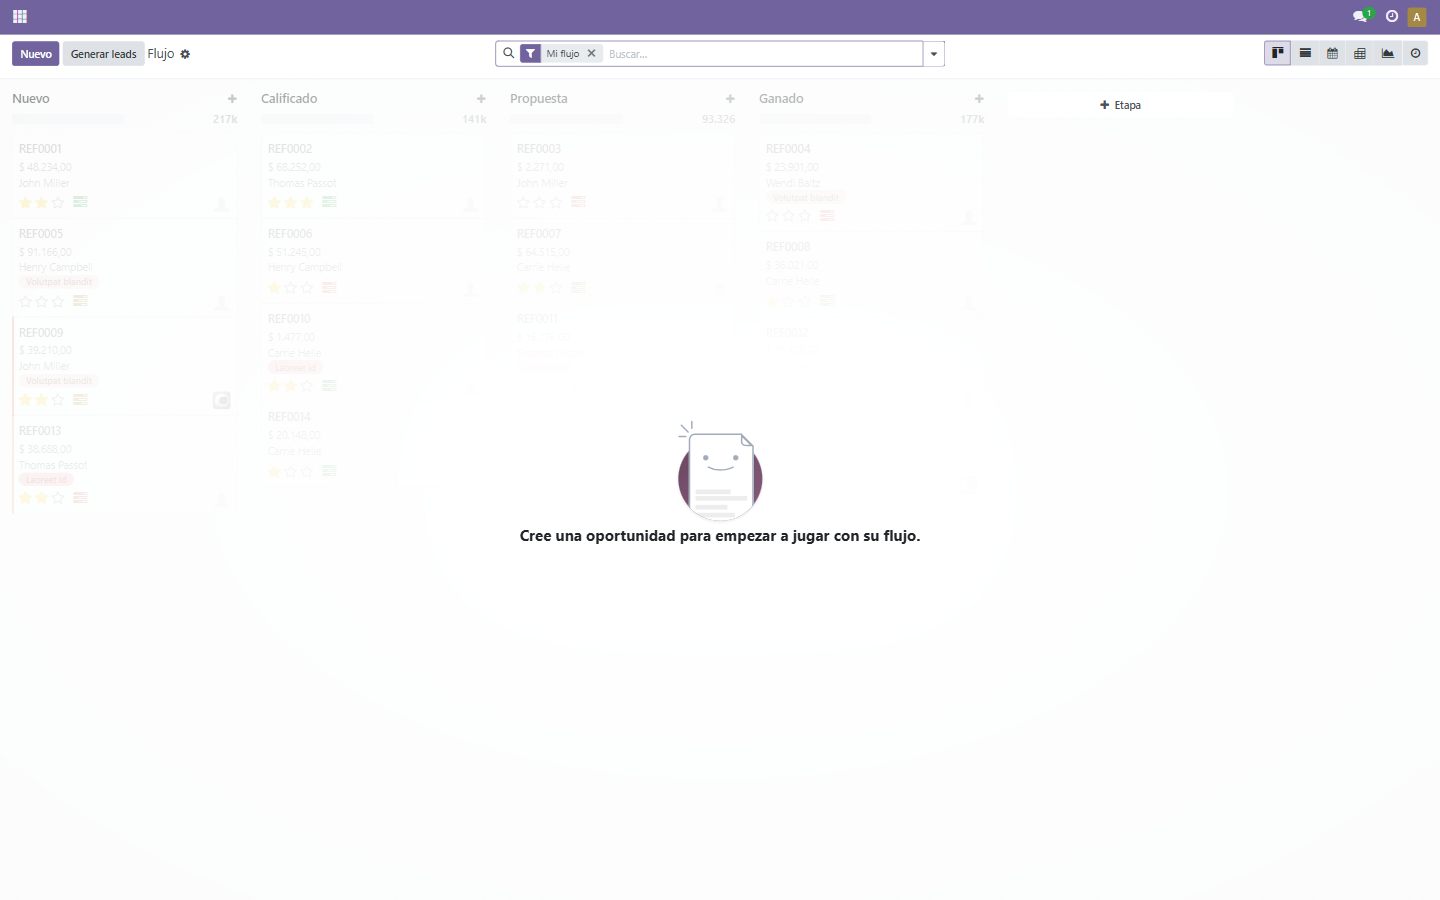 1
A
Nuevo
Generar leads
Flujo
Mi flujo
Buscar...
Nuevo
217k
Calificado
141k
Propuesta
93.326
Ganado
177k
Etapa
REF0001
$ 48.234,00
John Miller
REF0005
$ 91.166,00
Henry Campbell
Volutpat blandit
REF0009
$ 39.210,00
John Miller
Volutpat blandit
REF0013
$ 38.688,00
Thomas Passot
Laoreet id
REF0002
$ 68.252,00
Thomas Passot
REF0006
$ 51.245,00
Henry Campbell
REF0010
$ 1.477,00
Carrie Helle
Laoreet id
REF0014
$ 20.148,00
Carrie Helle
REF0003
$ 2.271,00
John Miller
REF0007
$ 64.515,00
Carrie Helle
REF0011
REF0004
$ 23.901,00
Wendi Baltz
Volutpat blandit
REF0008
$ 36.021,00
Carrie Helle
REF0012
Cree una oportunidad para empezar a jugar con su flujo.